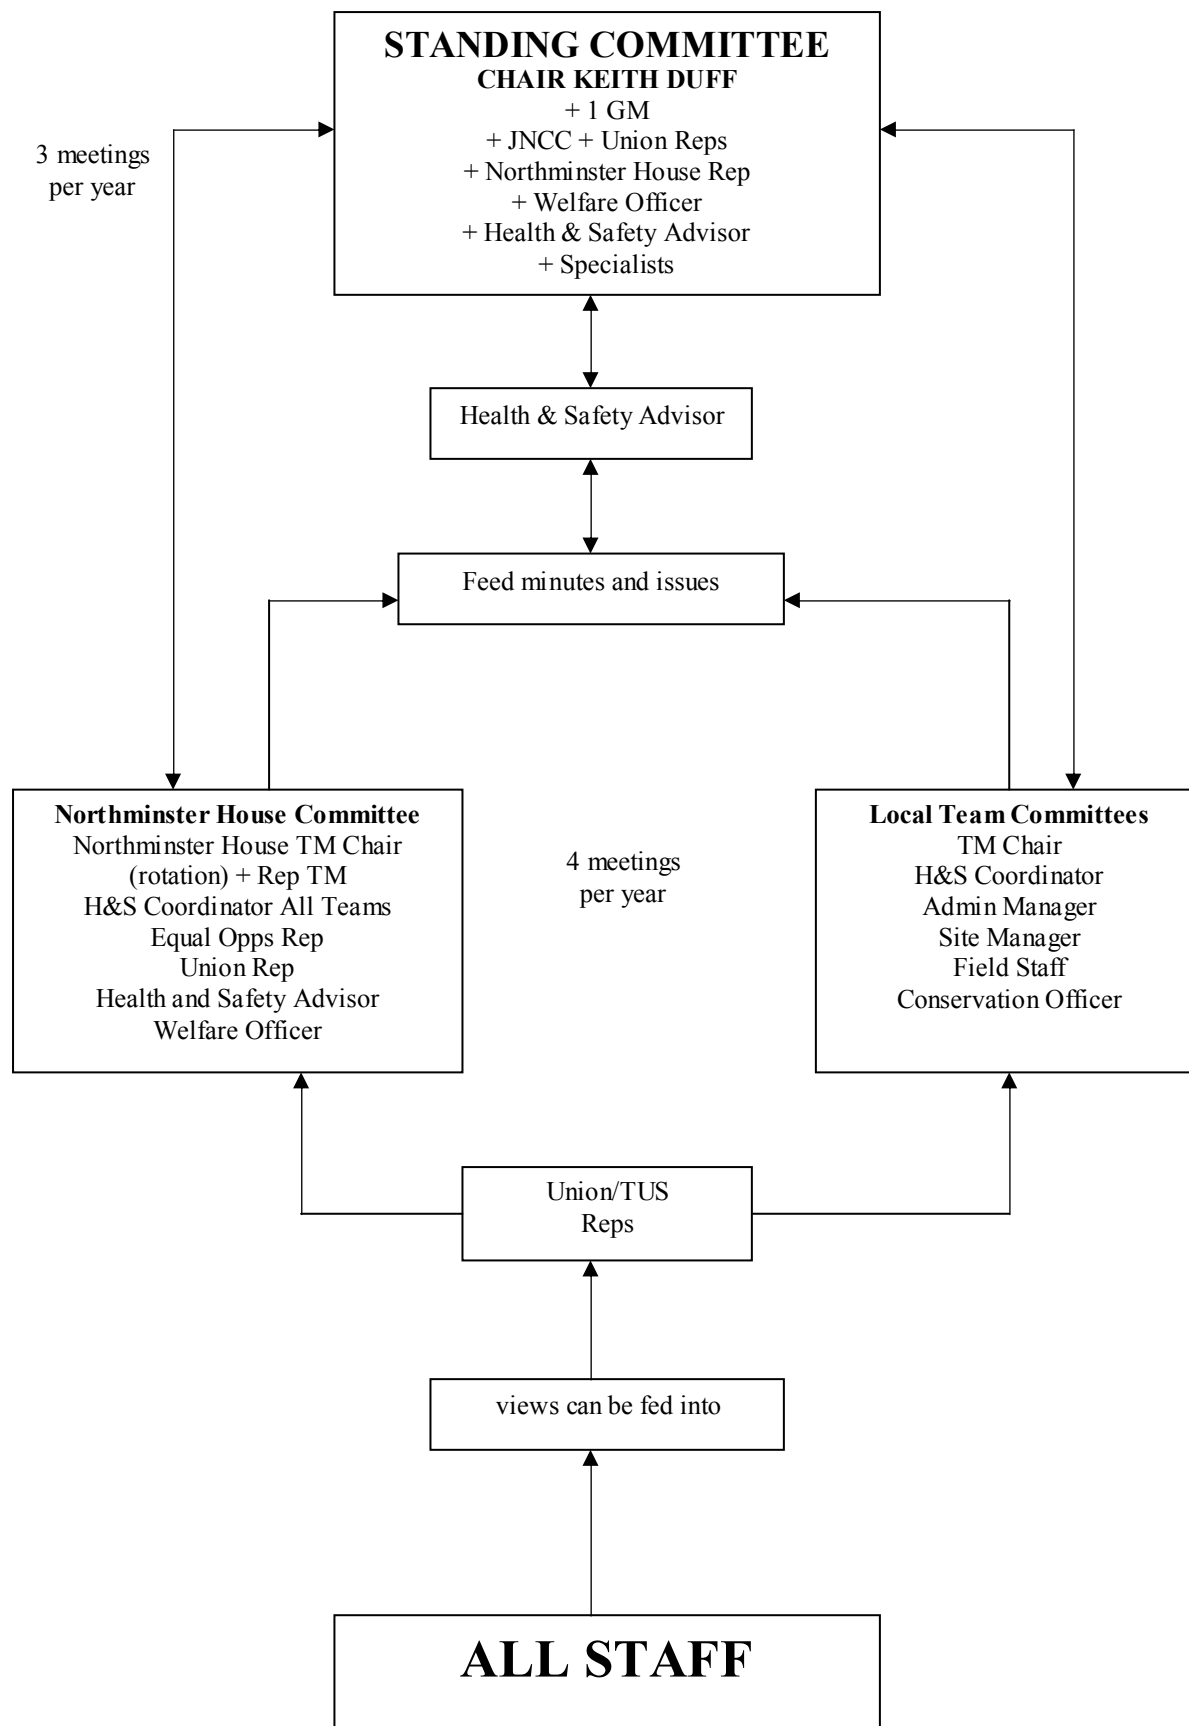 STANDING COMMITTEE
CHAIR KEITH DUFF
+ 1 GM
+ JNCC + Union Reps
+ Northminster House Rep
+ Welfare Officer
+ Health & Safety Advisor
+ Specialists
3 meetings
per year
Health & Safety Advisor
Feed minutes and issues
Northminster House Committee
Northminster House TM Chair
(rotation) + Rep TM
H&S Coordinator All Teams
Equal Opps Rep
Union Rep
Health and Safety Advisor
Welfare Officer
4 meetings
per year
Local Team Committees
TM Chair
H&S Coordinator
Admin Manager
Site Manager
Field Staff
Conservation Officer
Union/TUS
Reps
views can be fed into
ALL STAFF